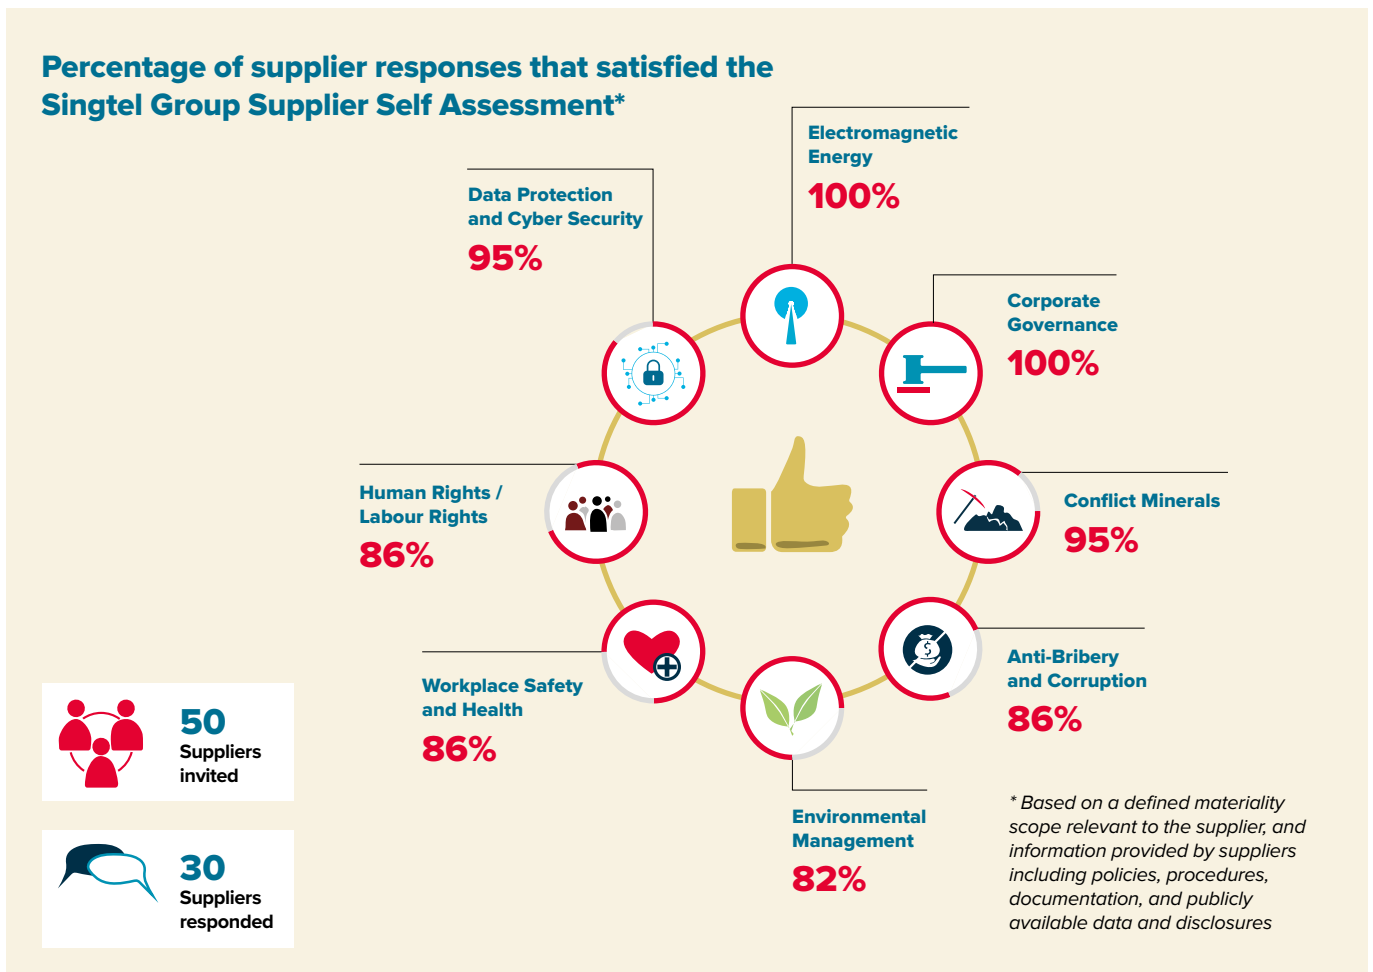 Percentage of supplier responses that satisfied the
Singtel Group Supplier Self Assessment*
Electromagnetic
Energy
100%
Data Protection
and Cyber Security
95%
Corporate
Governance
100%
Human Rights /
Labour Rights
86%
Conflict Minerals
95%
Workplace Safety
and Health
86%
Anti-Bribery
and Corruption
86%
Environmental
Management
82%
50
Suppliers
invited
30
Suppliers
responded
* Based on a defined materiality
scope relevant to the supplier, and
information provided by suppliers
including policies, procedures,
documentation, and publicly
available data and disclosures